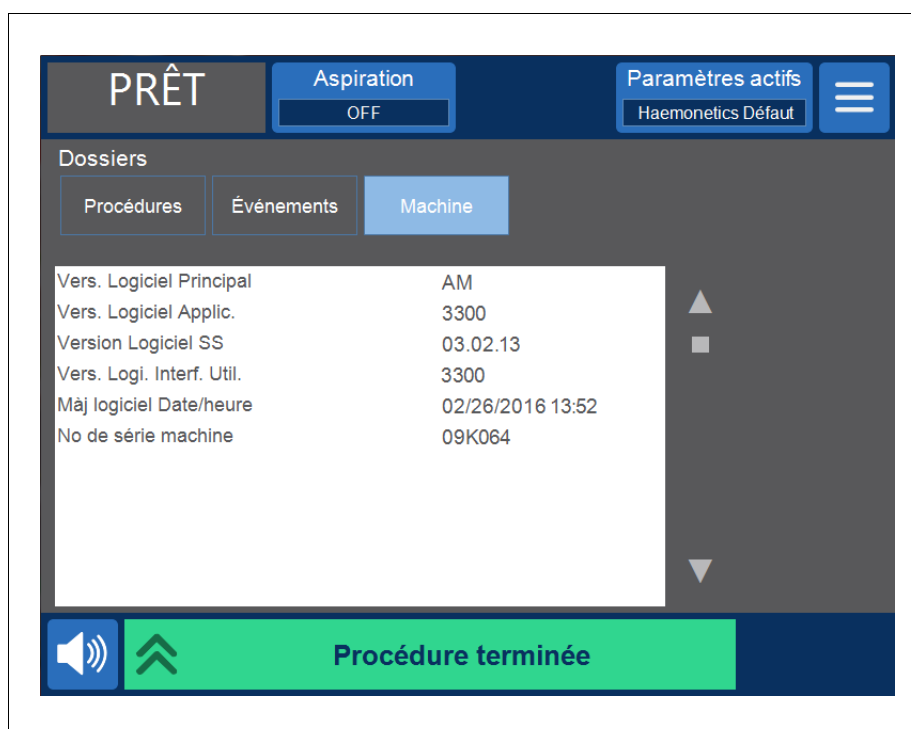 PRÊT
Aspiration
OFF
Paramètres actifs
Haemonetics Défaut
Dossiers
Procédures Événements Machine
Vers. Logiciel Principal AM
Vers. Logiciel Applic. 3300
Version Logiciel SS 03.02.13
Vers. Logi. Interf. Util. 3300
Màj logiciel Date/heure 02/26/2016 13:52
No de série machine 09K064
Procédure terminée